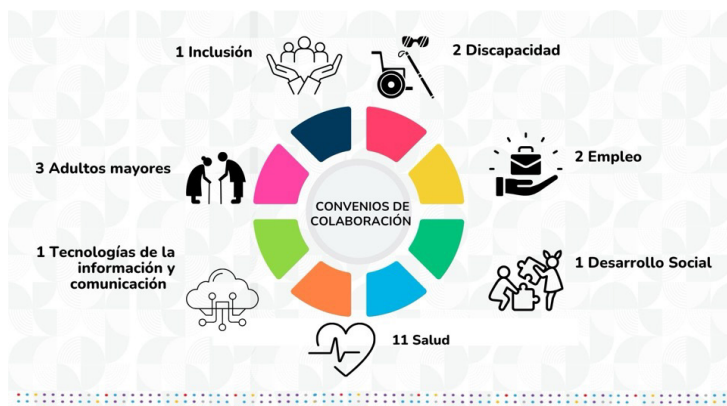 1 Inclusión
2 Discapacidad
3 Adultos mayores
2 Empleo
CONVENIOS DE
COLABORACIÓN
1 Tecnologías de la
información y
comunicación
1 Desarrollo Social
11 Salud